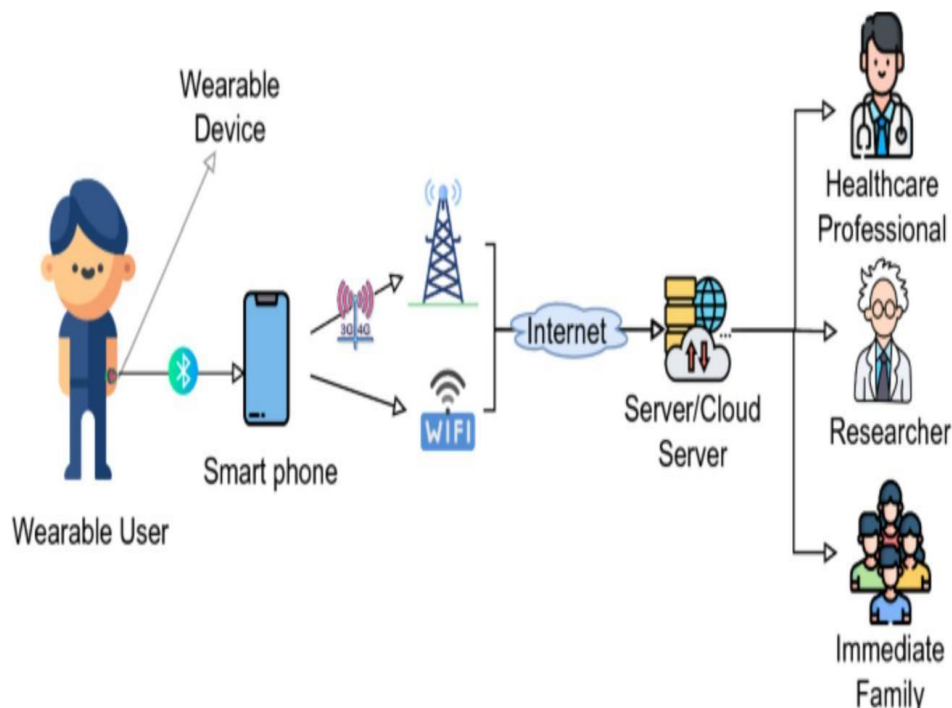 Wearable
Device
3G 4G
WIFI
Internet
...
Smart phone
Wearable User
Server/Cloud
Server
Healthcare
Professional
Researcher
Immediate
Family